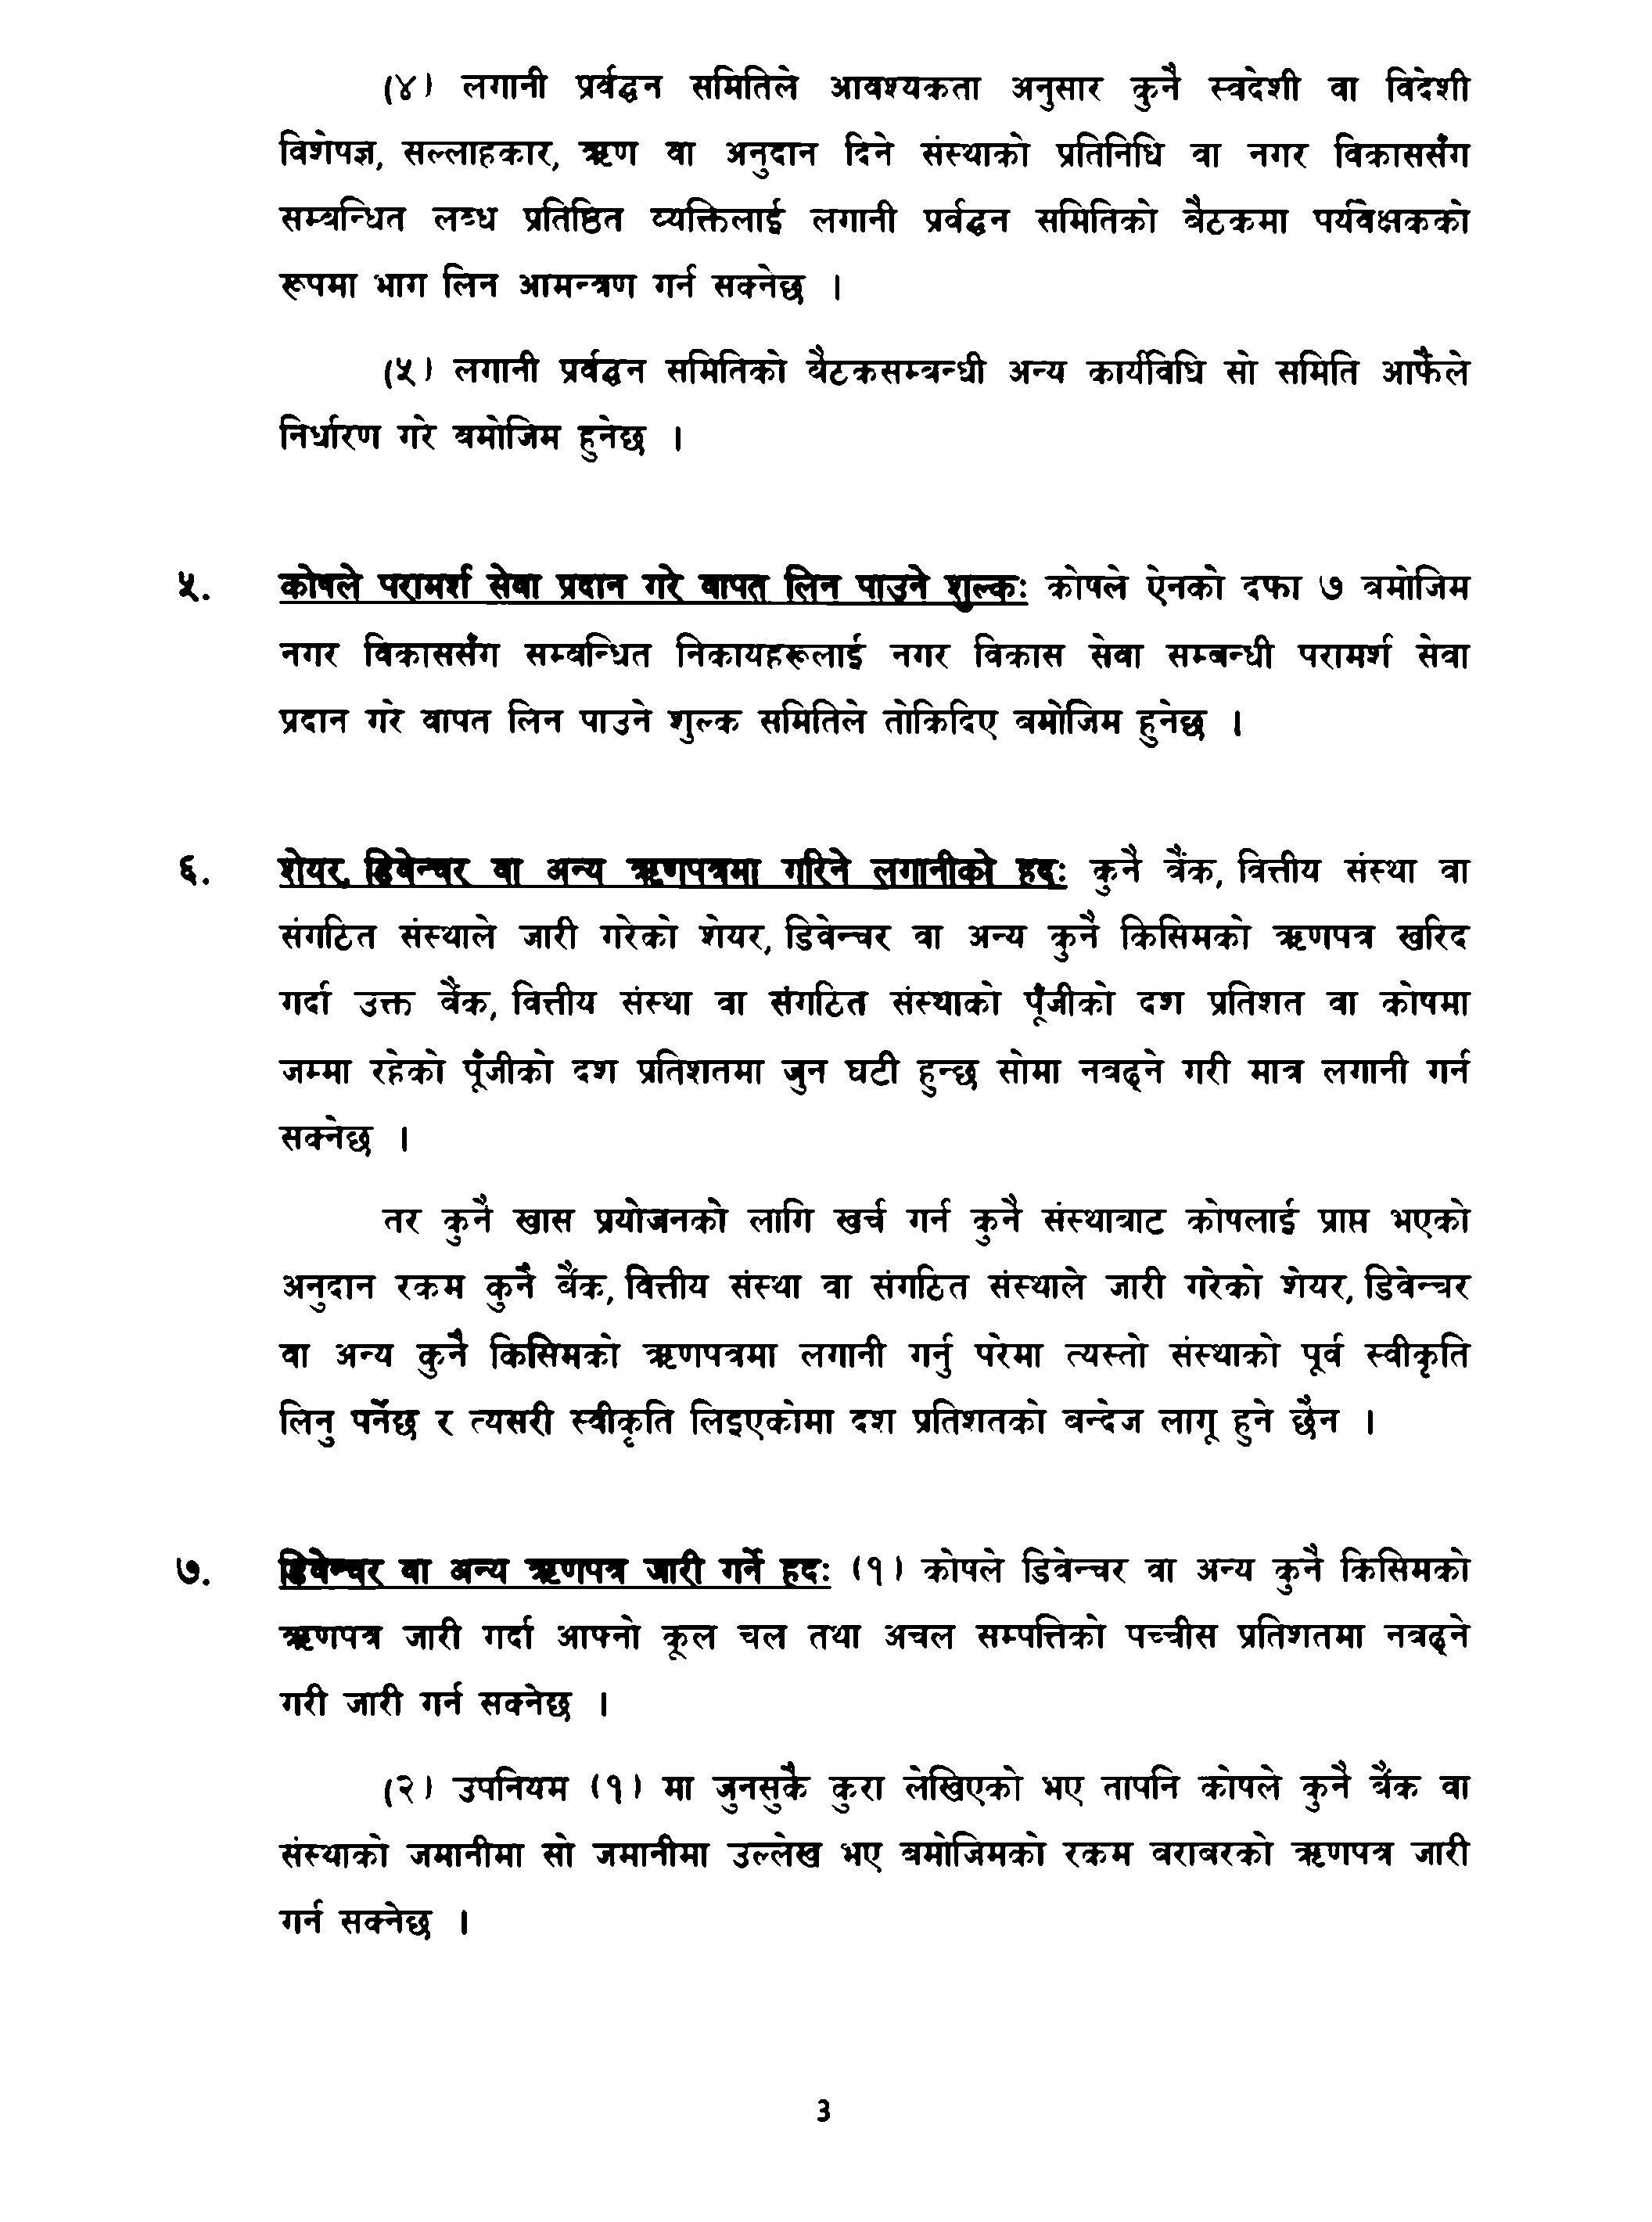 (४) लगानी प्रर्वद्धन समितिले आवश्यकता अनुसार कुनै स्वदेशी वा विदेशी
विशेषज्ञ, सल्लाहकार, ऋण वा अनुदान दिने संस्थाको प्रतिनिधि वा नगर विकाससँग
सम्बन्धित लब्ध प्रतिष्ठित व्यक्तिलाई लगानी प्रर्वद्धन समितिको बैठकमा पर्यवेक्षकको
रूपमा भाग लिन आमन्त्रण गर्न सक्नेछ ।
(५) लगानी प्रर्वद्धन समितिको बैठकसम्बन्धी अन्य कार्यविधि सो समिति आफैंले
निर्धारण गरे बमोजिम हुनेछ ।
५. कोषले परामर्श सेवा प्रदान गरे वापत लिन पाउने शुल्कः कोषले ऐनको दफा ७ बमोजिम
नगर विकाससँग सम्बन्धित निकायहरूलाई नगर विकास सेवा सम्बन्धी परामर्श सेवा
प्रदान गरे वापत लिन पाउने शुल्क समितिले तोकिदिए बमोजिम हुनेछ ।
६. शेयर, डिवेन्चर वा अन्य ऋणपत्रमा गरिने लगानीको हदः कुनै बैंक, वित्तीय संस्था वा
संगठित संस्थाले जारी गरेको शेयर, डिवेन्चर वा अन्य कुनै किसिमको ऋणपत्र खरिद
गर्दा उक्त बैंक, वित्तीय संस्था वा संगठित संस्थाको पूँजीको दश प्रतिशत वा कोषमा
जम्मा रहेको पूँजीको दश प्रतिशतमा जुन घटी हुन्छ सोमा नबढ्ने गरी मात्र लगानी गर्न
सक्नेछ ।
तर कुनै खास प्रयोजनको लागि खर्च गर्न कुनै संस्थाबाट कोषलाई प्राप्त भएको
अनुदान रकम कुनै बैंक, वित्तीय संस्था वा संगठित संस्थाले जारी गरेको शेयर, डिवेन्चर
वा अन्य कुनै किसिमको ऋणपत्रमा लगानी गर्नु परेमा त्यस्तो संस्थाको पूर्व स्वीकृति
लिनु पर्नेछ र त्यसरी स्वीकृति लिइएकोमा दश प्रतिशतको बन्देज लागू हुने छैन ।
७. डिवेन्चर वा अन्य ऋणपत्र जारी गर्ने हदः (१) कोषले डिवेन्चर वा अन्य कुनै किसिमको
ऋणपत्र जारी गर्दा आफ्नो कूल चल तथा अचल सम्पत्तिको पच्चीस प्रतिशतमा नबढ्ने
गरी जारी गर्न सक्नेछ ।
(२) उपनियम (१) मा जुनसुकै कुरा लेखिएको भए तापनि कोषले कुनै बैंक वा
संस्थाको जमानीमा सो जमानीमा उल्लेख भए बमोजिमको रकम बराबरको ऋणपत्र जारी
गर्न सक्नेछ ।
३